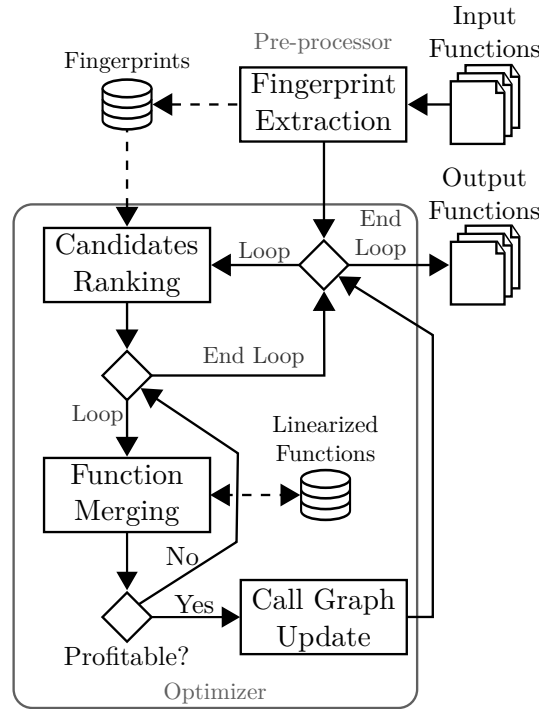 Input
Functions
Pre-processor
Fingerprints
Fingerprint
Extraction
Output
Functions
End
Loop
Loop
Candidates
Ranking
End Loop
Loop
Linearized
Functions
Function
Merging
No
Yes
Call Graph
Update
Profitable?
Optimizer